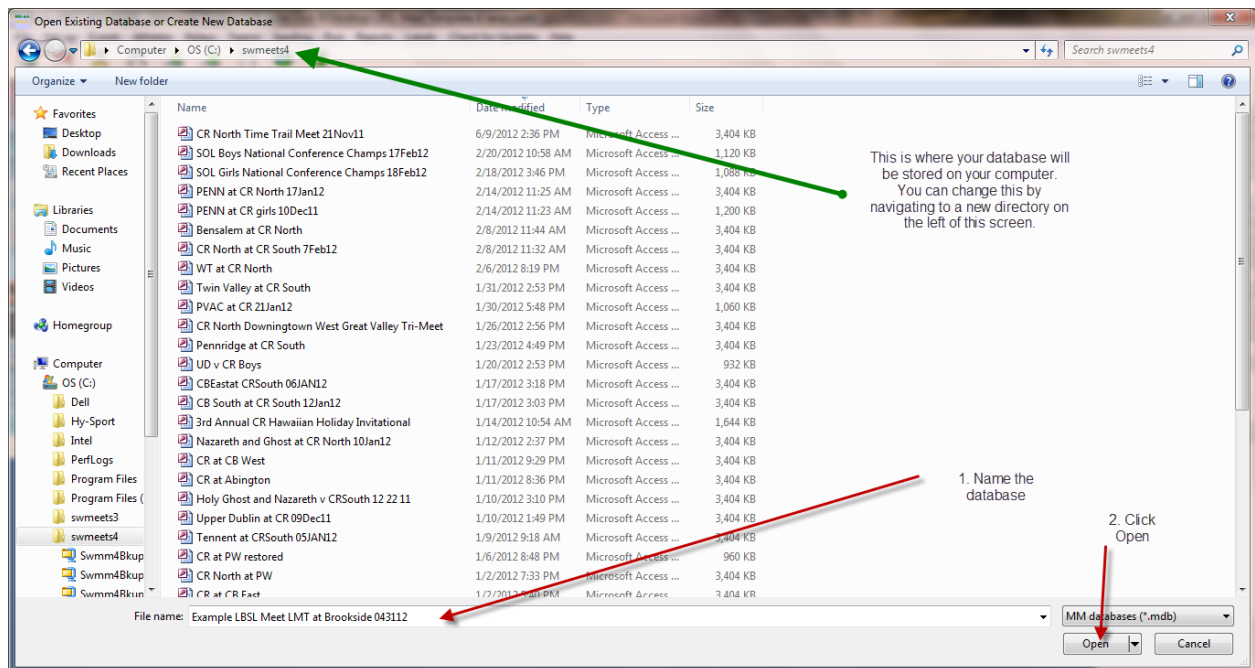 Open Existing Database or Create New Database
Computer ▸ OS (C:) ▸ swmeets4
Search swmeets4
Organize New folder
Favorites
Desktop
Downloads
Recent Places
Libraries
Documents
Music
Pictures
Videos
Homegroup
Computer
OS (C:)
Dell
Hy-Sport
Intel
PerfLogs
Program Files
Program Files (
swmeets3
swmeets4
Swmm4Bkup
Swmm4Bkup
Swmm4Bkup
Name Date modified Type Size
CR North Time Trail Meet 21Nov11 6/9/2012 2:36 PM Microsoft Access ... 3,404 KB
SOL Boys National Conference Champs 17Feb12 2/20/2012 10:58 AM Microsoft Access ... 1,120 KB
SOL Girls National Conference Champs 18Feb12 2/18/2012 3:46 PM Microsoft Access ... 1,088 KB
PENN at CR North 17Jan12 2/14/2012 11:25 AM Microsoft Access ... 3,404 KB
PENN at CR girls 10Dec11 2/14/2012 11:23 AM Microsoft Access ... 1,200 KB
Bensalem at CR North 2/8/2012 11:44 AM Microsoft Access ... 3,404 KB
CR North at CR South 7Feb12 2/8/2012 11:32 AM Microsoft Access ... 3,404 KB
WT at CR North 2/6/2012 8:19 PM Microsoft Access ... 3,404 KB
Twin Valley at CR South 1/31/2012 2:53 PM Microsoft Access ... 3,404 KB
PVAC at CR 21Jan12 1/30/2012 5:48 PM Microsoft Access ... 1,060 KB
CR North Downingtown West Great Valley Tri-Meet 1/26/2012 2:56 PM Microsoft Access ... 3,404 KB
Pennridge at CR South 1/23/2012 4:49 PM Microsoft Access ... 3,404 KB
UD v CR Boys 1/20/2012 2:53 PM Microsoft Access ... 932 KB
CBEastat CRSouth 06JAN12 1/17/2012 3:18 PM Microsoft Access ... 3,404 KB
CB South at CR South 12Jan12 1/17/2012 3:03 PM Microsoft Access ... 3,404 KB
3rd Annual CR Hawaiian Holiday Invitational 1/14/2012 10:54 AM Microsoft Access ... 1,644 KB
Nazareth and Ghost at CR North 10Jan12 1/12/2012 2:37 PM Microsoft Access ... 3,404 KB
CR at CB West 1/11/2012 9:29 PM Microsoft Access ... 3,404 KB
CR at Abington 1/11/2012 8:36 PM Microsoft Access ... 3,404 KB
Holy Ghost and Nazareth v CRSouth 12 22 11 1/10/2012 3:10 PM Microsoft Access ... 3,404 KB
Upper Dublin at CR 09Dec11 1/10/2012 1:49 PM Microsoft Access ... 3,404 KB
Tennent at CRSouth 05JAN12 1/9/2012 9:18 AM Microsoft Access ... 3,404 KB
CR at PW restored 1/6/2012 8:48 PM Microsoft Access ... 960 KB
CR North at PW 1/2/2012 7:33 PM Microsoft Access ... 3,404 KB
CR at CB East 1/2/2012 PM Microsoft Access 3,404 KB
This is where your database will
be stored on your computer.
You can change this by
navigating to a new directory on
the left of this screen.
1. Name the
database
2. Click
Open
File name: Example LBSL Meet LMT at Brookside 043112
MM databases (*.mdb)
Open Cancel